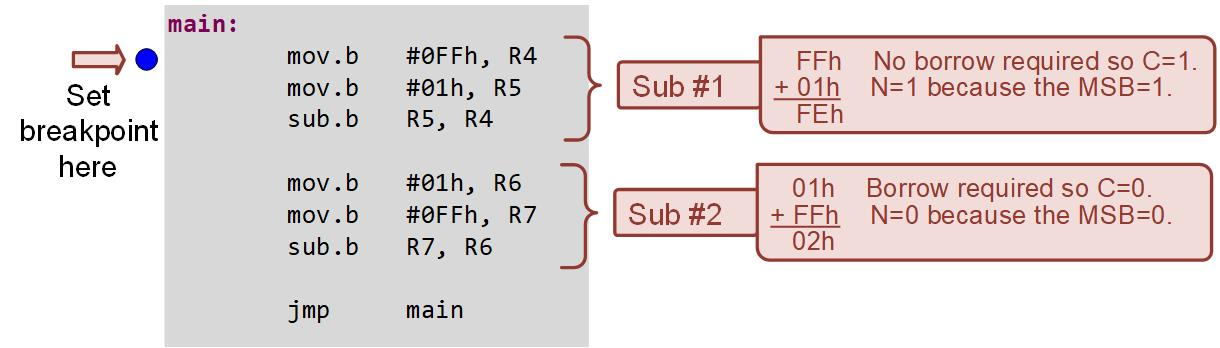 main:
mov.b #0FFh, R4
mov.b #01h, R5
sub.b R5, R4
mov.b #01h, R6
mov.b #0FFh, R7
sub.b R7, R6
jmp main
Set
breakpoint
here
Sub #1
FFh No borrow required so C=1.
+ 01h N=1 because the MSB=1.
FEh
Sub #2
01h Borrow required so C=0.
+ FFh N=0 because the MSB=0.
02h